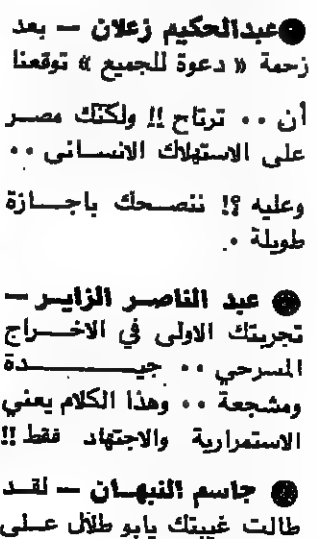 ● عبدالحكيم زعلان — بعد
زحمة « دعوة للجميع » توقعنا
أن .. ترتاح !! ولكنك مصر
على الاستهلاك الانسانى ..
وعليه ؟! ننصحك باجازة
طويلة .
● عبد الناصر الزاير —
تجربتك الاولى في الاخراج
المسرحي .. جيدة
ومشجعة .. وهذا الكلام يعني
الاستمرارية والاجتهاد فقط !!
● جاسم النبهان — لقد
طالت غيبتك يابو طلال على